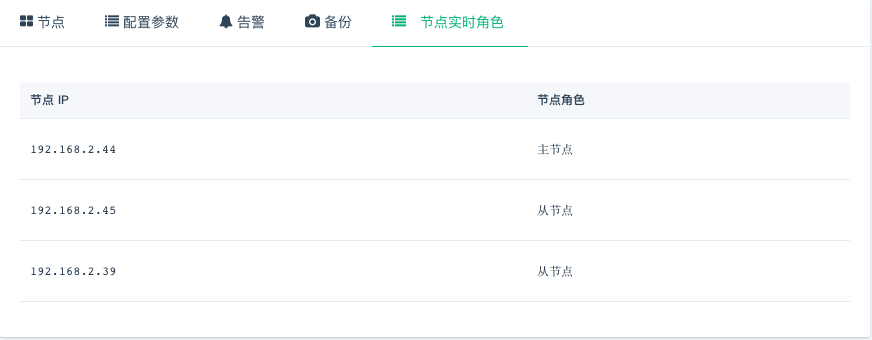 节点 配置参数 告警 备份 节点实时角色
节点 IP 节点角色
192.168.2.44 主节点
192.168.2.45 从节点
192.168.2.39 从节点